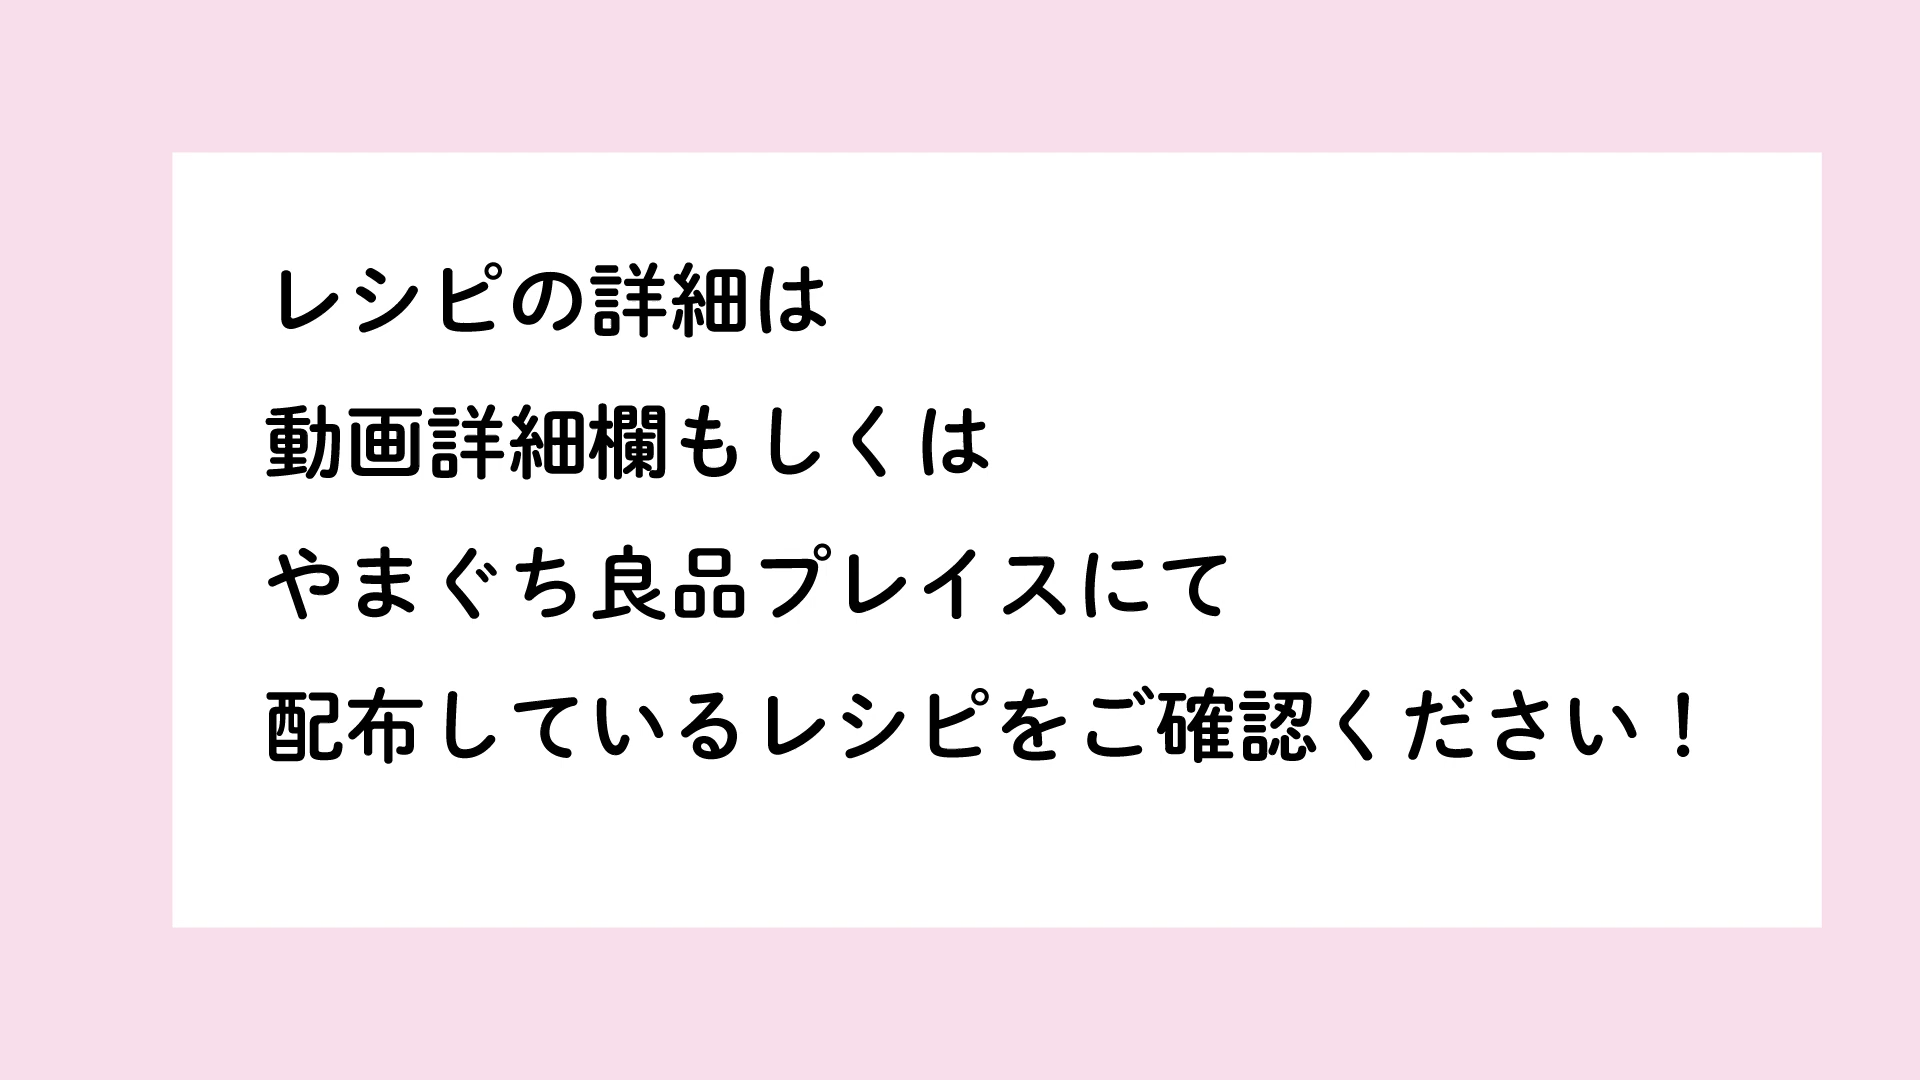 レシピの詳細は
動画詳細欄もしくは
やまぐち良品プレイスにて
配布しているレシピをご確認ください！